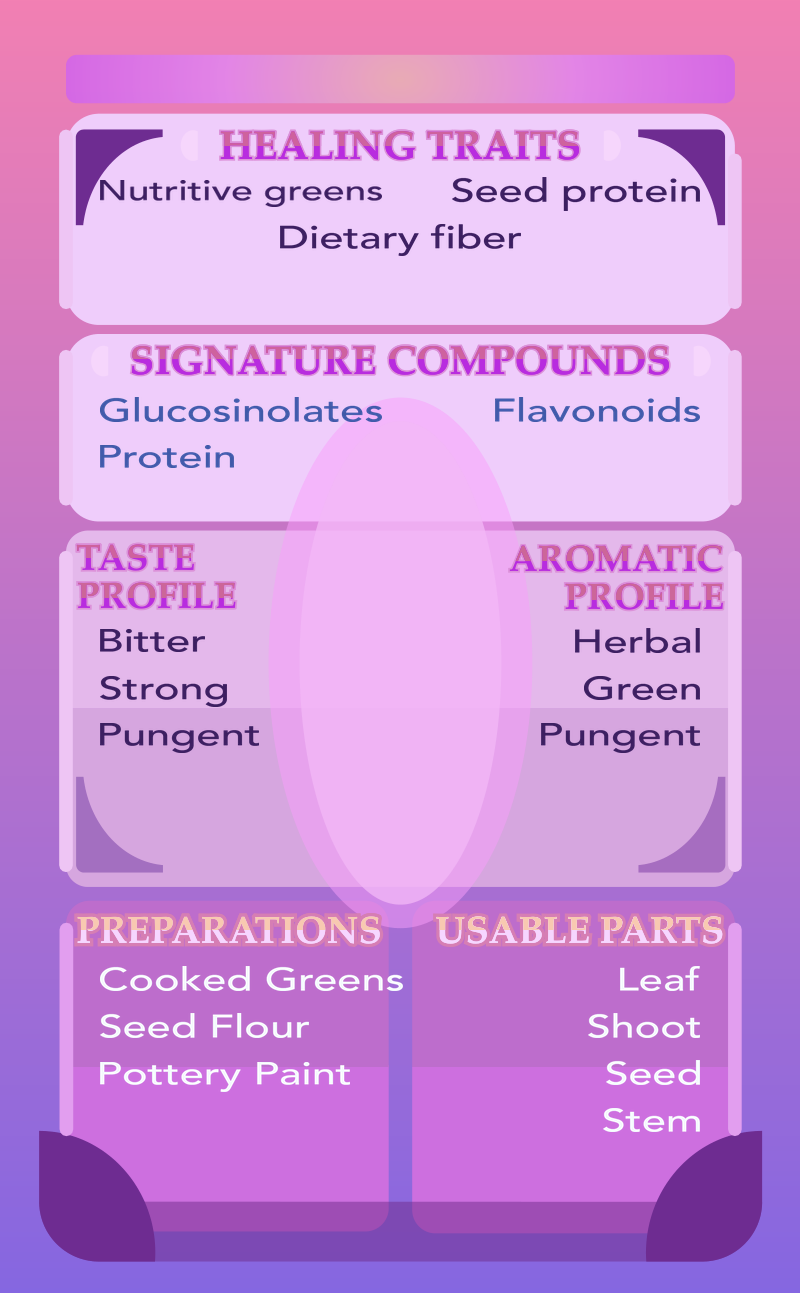 HEALING TRAITS
Nutritive greens Seed protein
Dietary fiber
SIGNATURE COMPOUNDS
Glucosinolates Flavonoids
Protein
TASTE
PROFILE
Bitter
Strong
Pungent
AROMATIC
PROFILE
Herbal
Green
Pungent
PREPARATIONS
Cooked Greens
Seed Flour
Pottery Paint
USABLE PARTS
Leaf
Shoot
Seed
Stem